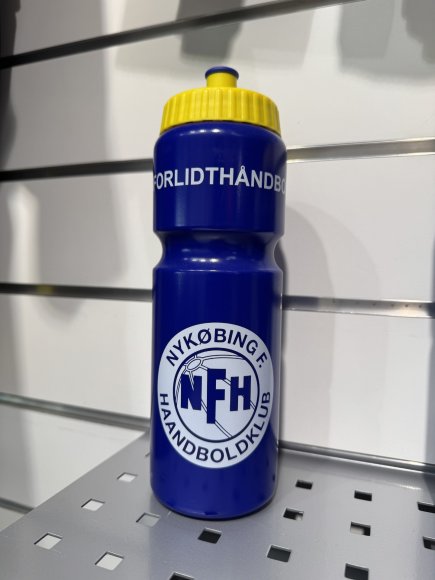 FORLIDTHÅNDBO
NYKØBING F.
NFH
HAANDBOLDKLUB